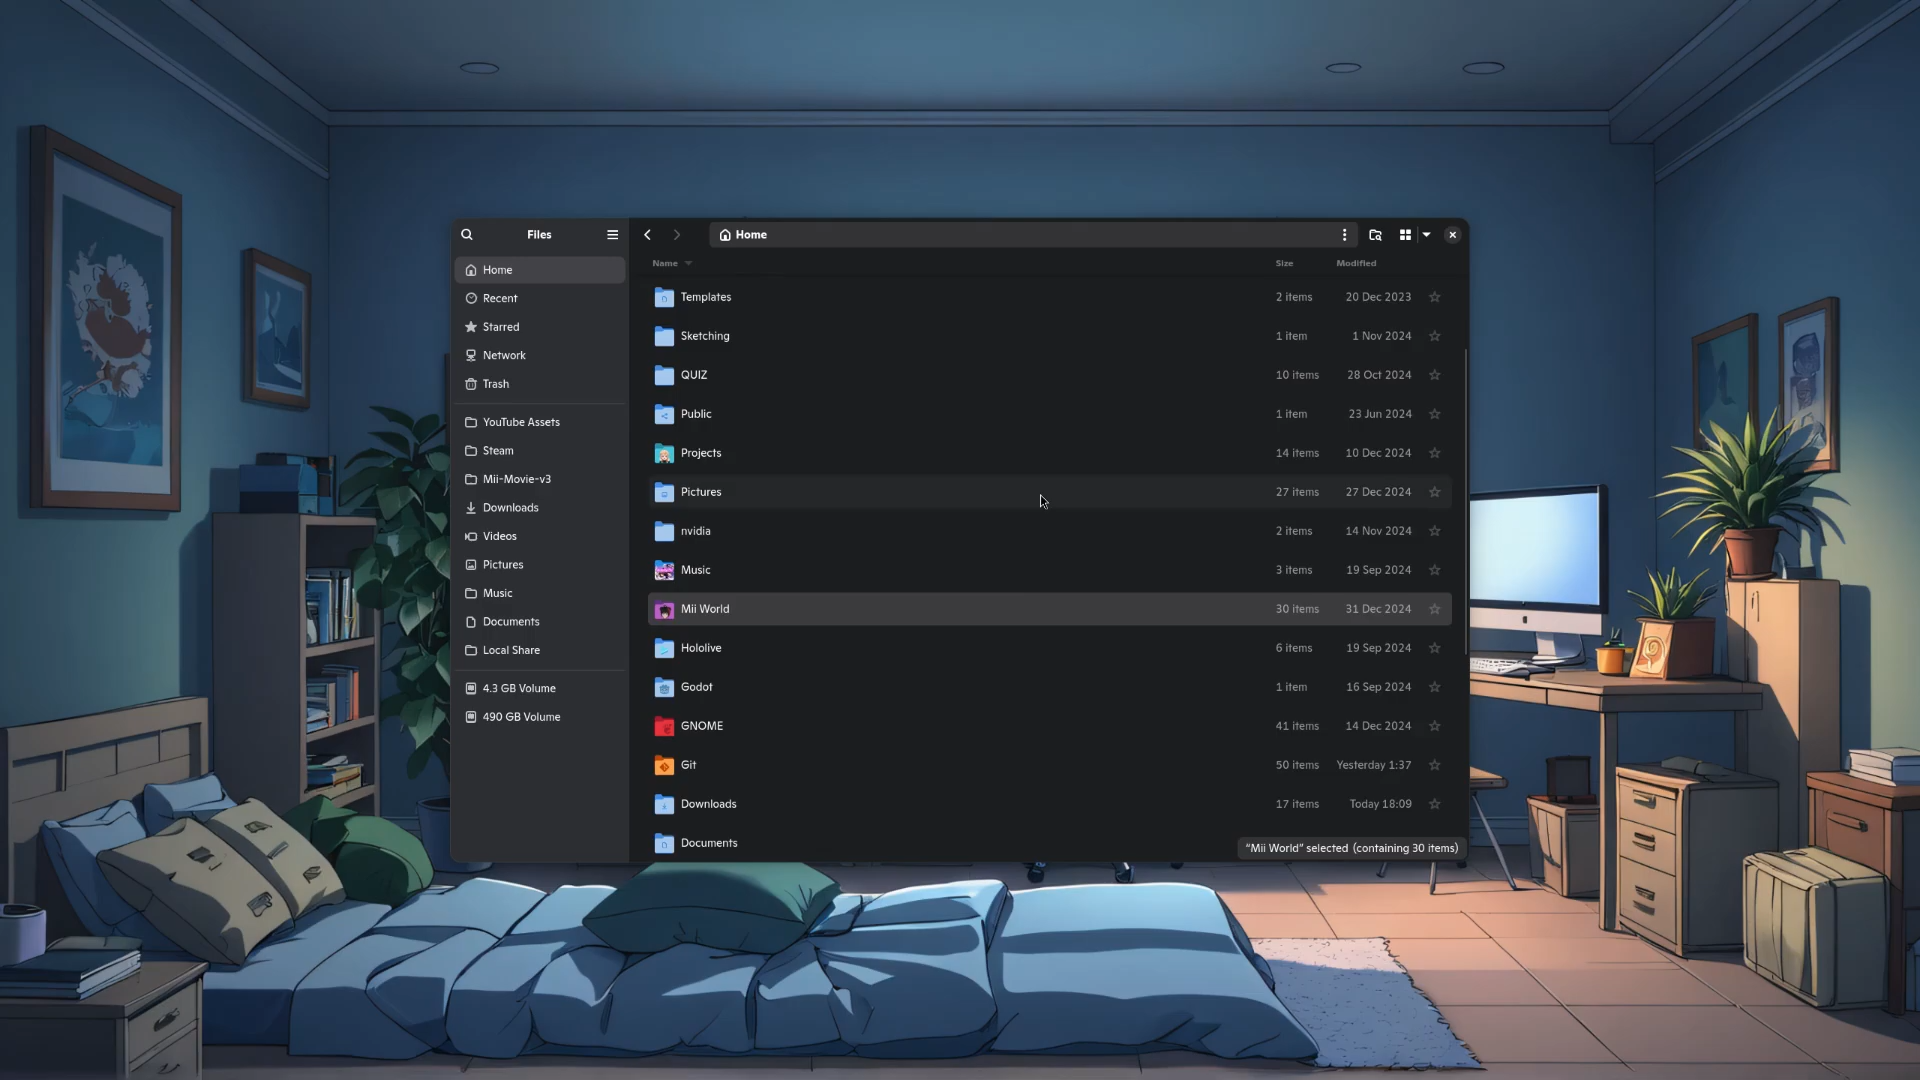 Files
Home
Name
Size
Modified
Home
Recent
Starred
Network
Trash
YouTube Assets
Steam
Mii-Movie-v3
Downloads
Videos
Pictures
Music
Documents
Local Share
4.3 GB Volume
490 GB Volume
Templates 2 items 20 Dec 2023
Sketching 1 item 1 Nov 2024
QUIZ 10 items 28 Oct 2024
Public 1 item 23 Jun 2024
Projects 14 items 10 Dec 2024
Pictures 27 items 27 Dec 2024
nvidia 2 items 14 Nov 2024
Music 3 items 19 Sep 2024
Mii World 30 items 31 Dec 2024
Hololive 6 items 19 Sep 2024
Godot 1 item 16 Sep 2024
GNOME 41 items 14 Dec 2024
Git 50 items Yesterday 1:37
Downloads 17 items Today 18:09
Documents
“Mii World” selected (containing 30 items)